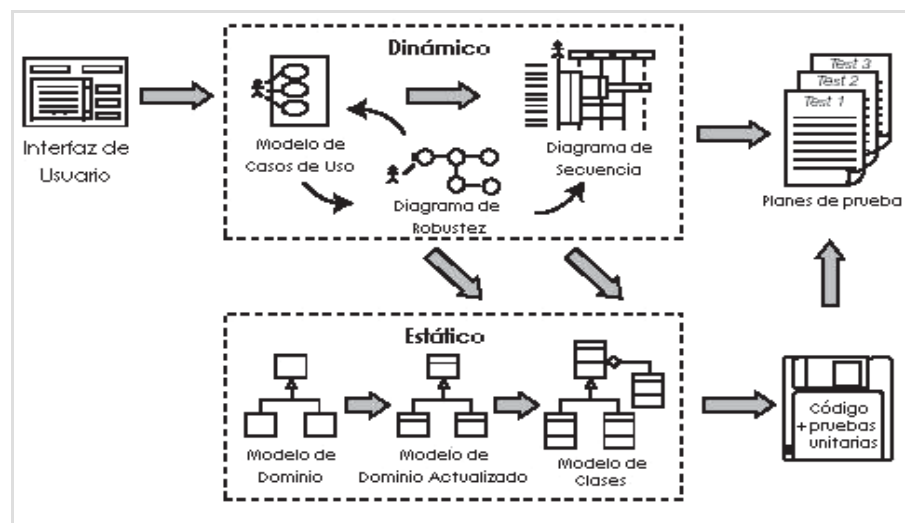 Dinámico
Test 3
Test 2
Test 1
Interfaz de
Usuario
Modelo de
Casos de Uso
Diagrama de
Robustez
Diagrama de
Secuencia
Planes de prueba
Estático
Modelo de
Dominio
Modelo de
Dominio Actualizado
Modelo de
Clases
Código
+pruebas
unitarias